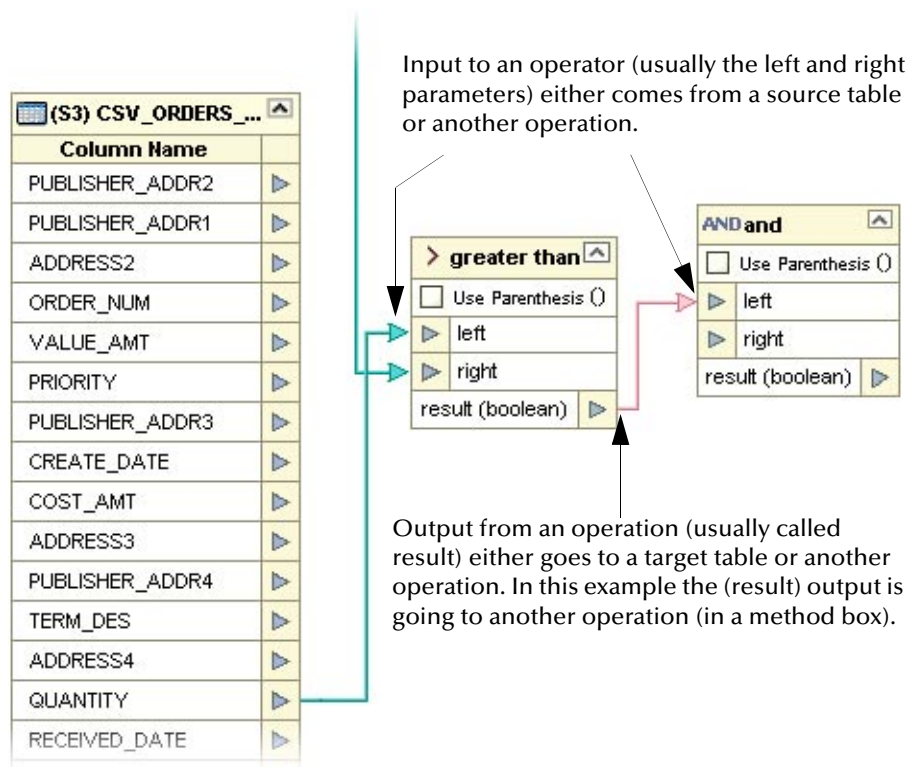 Input to an operator (usually the left and right
parameters) either comes from a source table
or another operation.
(S3) CSV_ORDERS_...
Column Name
PUBLISHER_ADDR2
PUBLISHER_ADDR1
ADDRESS2
ORDER_NUM
VALUE_AMT
PRIORITY
PUBLISHER_ADDR3
CREATE_DATE
COST_AMT
ADDRESS3
PUBLISHER_ADDR4
TERM_DES
ADDRESS4
QUANTITY
RECEIVED_DATE
> greater than
Use Parenthesis ()
left
right
result (boolean)
AND and
Use Parenthesis ()
left
right
result (boolean)
Output from an operation (usually called
result) either goes to a target table or another
operation. In this example the (result) output is
going to another operation (in a method box).